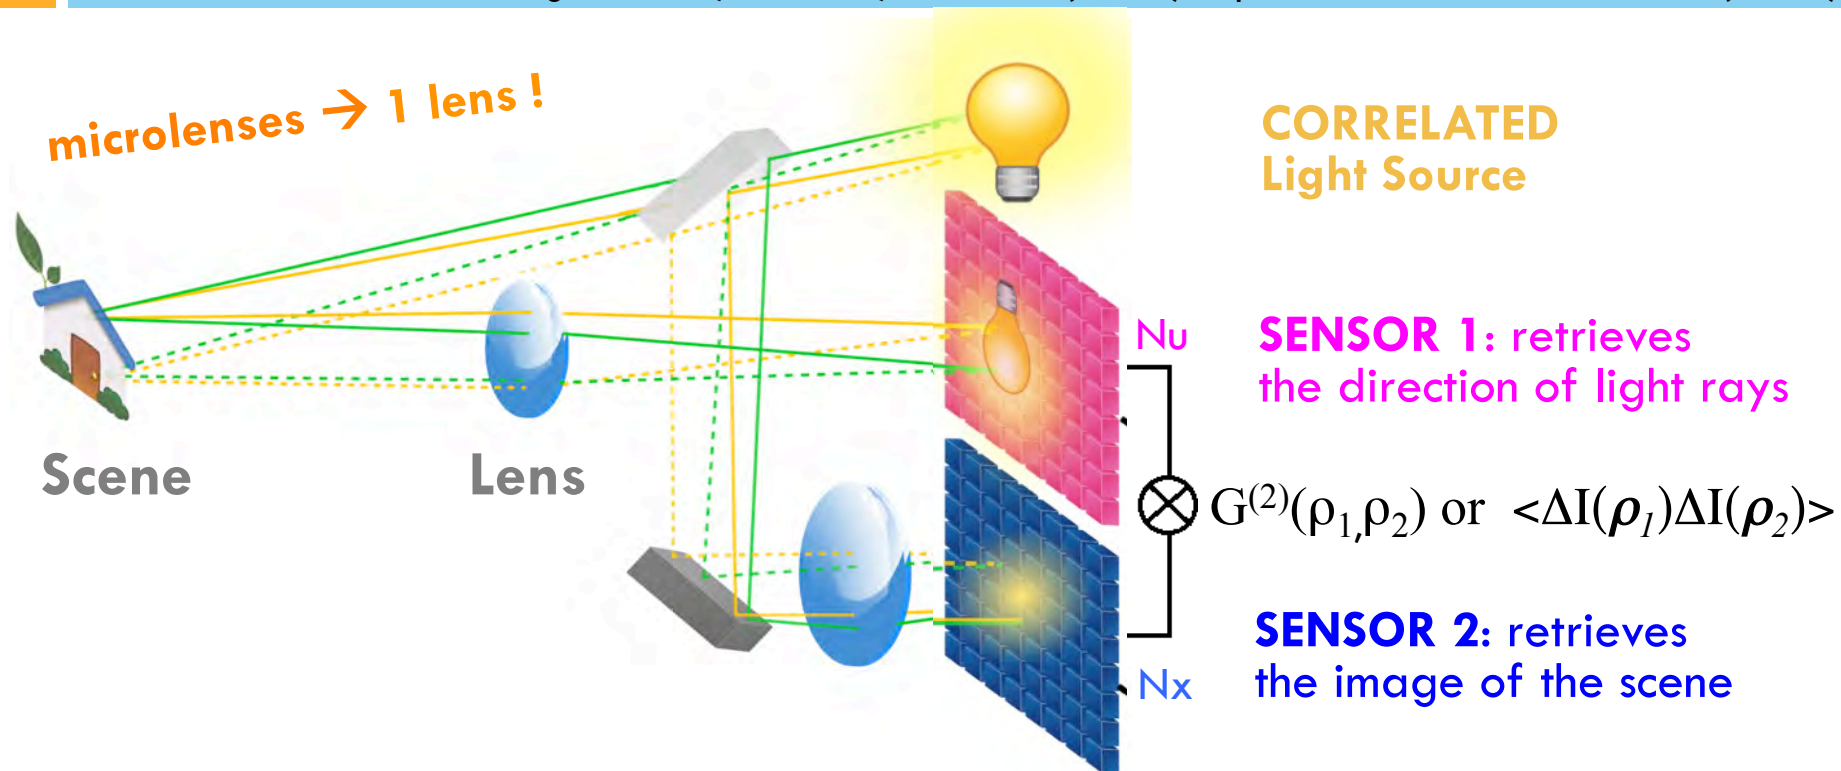 microlenses → 1 lens !
CORRELATED
Light Source
Nu
SENSOR 1: retrieves
the direction of light rays
Scene
Lens
G⁽²⁾(ρ₁,ρ₂) or <ΔI(ρ₁)ΔI(ρ₂)>
SENSOR 2: retrieves
the image of the scene
Nx